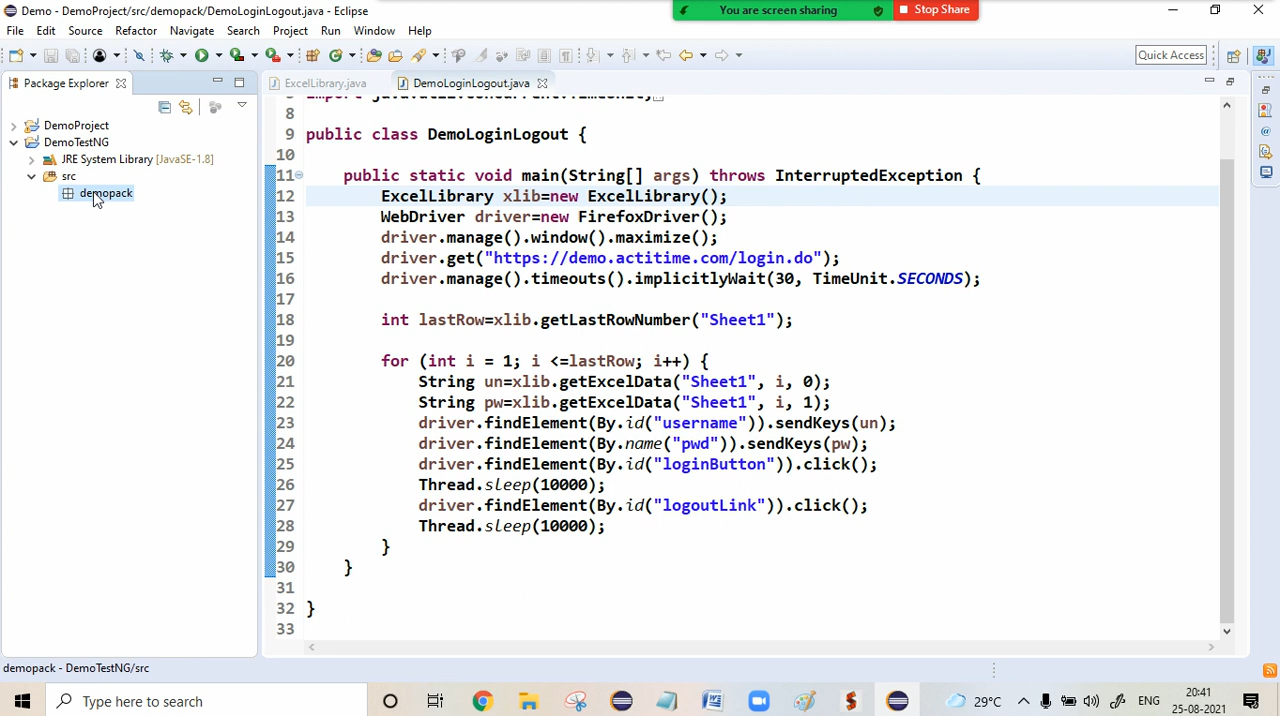 Demo - DemoProject/src/demopack/DemoLoginLogout.java - Eclipse
You are screen sharing
Stop Share
File Edit Source Refactor Navigate Search Project Run Window Help
Quick Access
Package Explorer
ExcelLibrary.java
DemoLoginLogout.java
DemoProject
DemoTestNG
JRE System Library [JavaSE-1.8]
src
demopack
8
9 public class DemoLoginLogout {
10
11 public static void main(String[] args) throws InterruptedException {
12 ExcelLibrary xlib=new ExcelLibrary();
13 WebDriver driver=new FirefoxDriver();
14 driver.manage().window().maximize();
15 driver.get("https://demo.actitime.com/login.do");
16 driver.manage().timeouts().implicitlyWait(30, TimeUnit.SECONDS);
17
18 int lastRow=xlib.getLastRowNumber("Sheet1");
19
20 for (int i = 1; i <=lastRow; i++) {
21 String un=xlib.getExcelData("Sheet1", i, 0);
22 String pw=xlib.getExcelData("Sheet1", i, 1);
23 driver.findElement(By.id("username")).sendKeys(un);
24 driver.findElement(By.name("pwd")).sendKeys(pw);
25 driver.findElement(By.id("loginButton")).click();
26 Thread.sleep(10000);
27 driver.findElement(By.id("logoutLink")).click();
28 Thread.sleep(10000);
29 }
30 }
31
32 }
33
demopack - DemoTestNG/src
Type here to search
29°C
ENG
20:41
25-08-2021